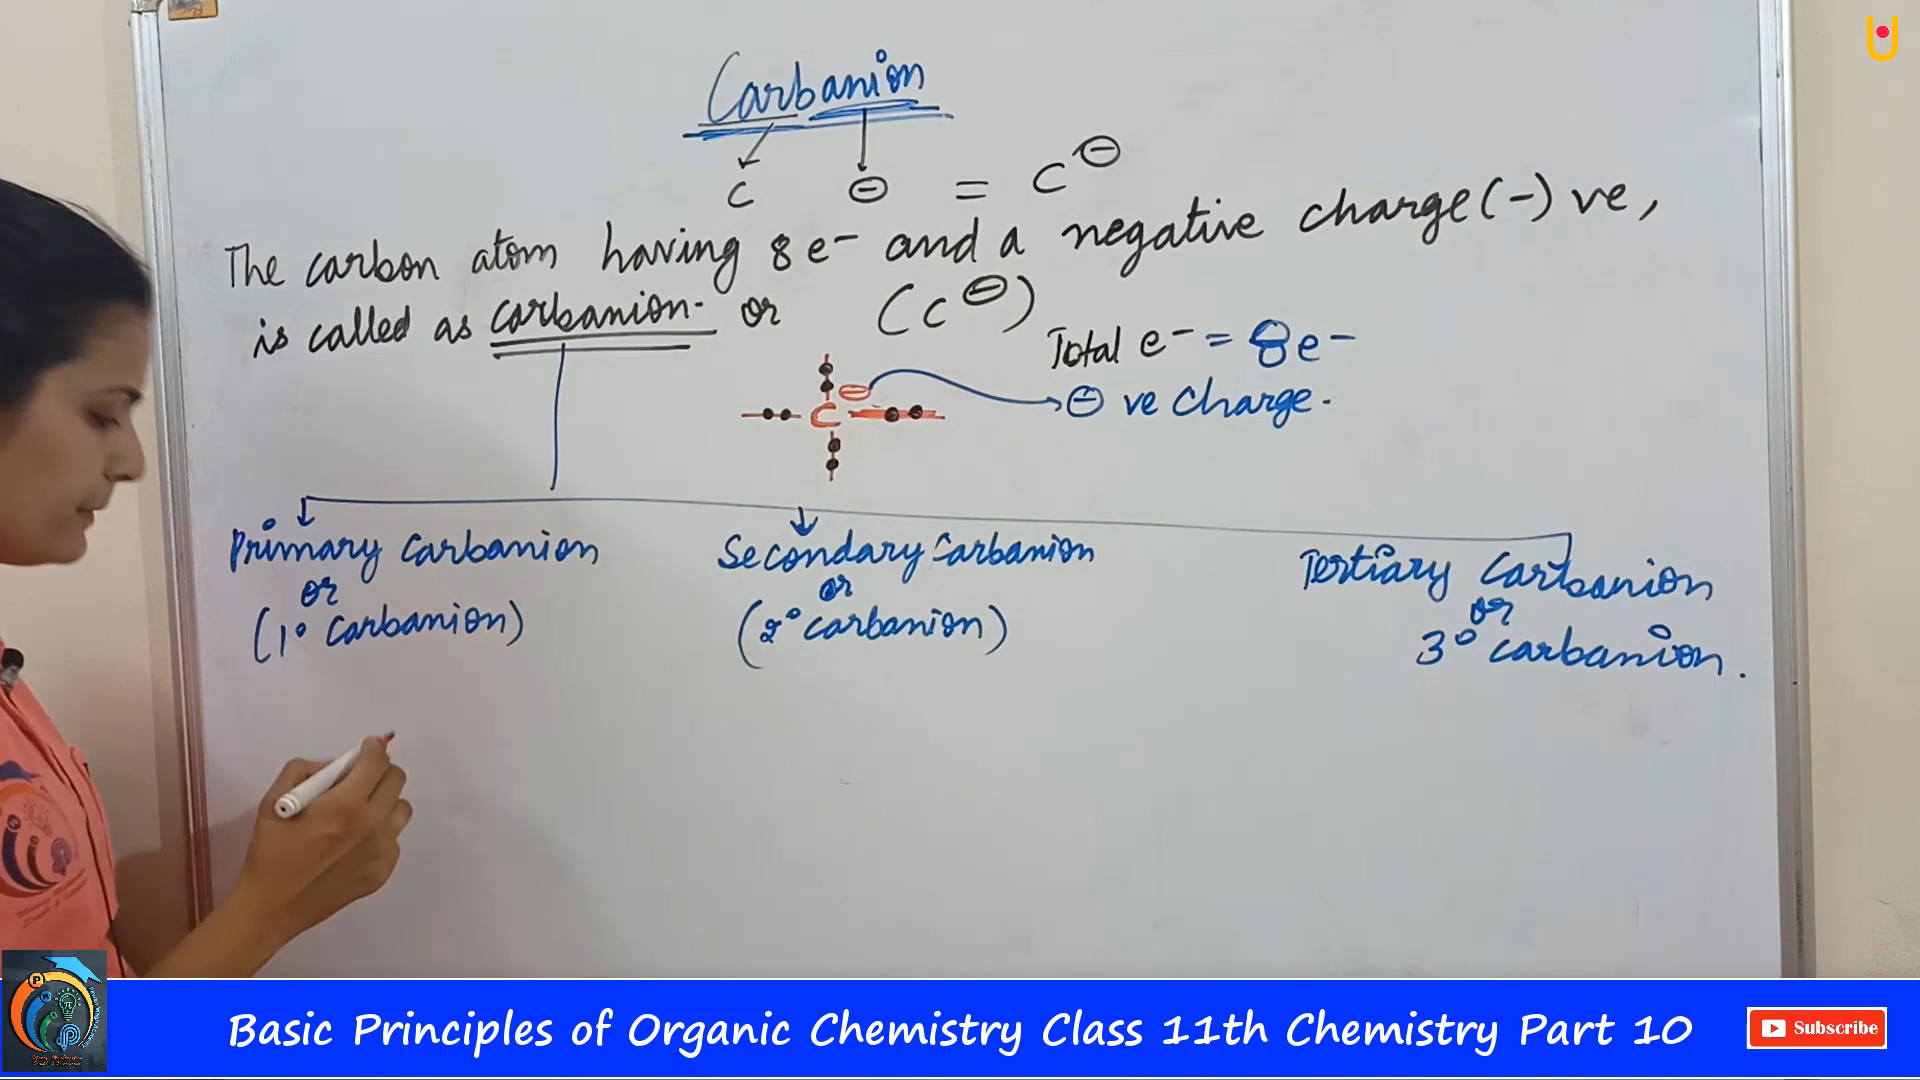 Carbanion
C ⊖ = C⊖
The carbon atom having 8 e- and a negative charge (-) ve,
is called as carbanion. or (C⊖)
Total e- = 8e-
⊖ ve charge.
C ⊖
Primary Carbanion
or
(1° Carbanion)
Secondary Carbanion
or
(2° carbanion)
Tertiary Carbanion
or
3° carbanion.
Basic Principles of Organic Chemistry Class 11th Chemistry Part 10
Subscribe